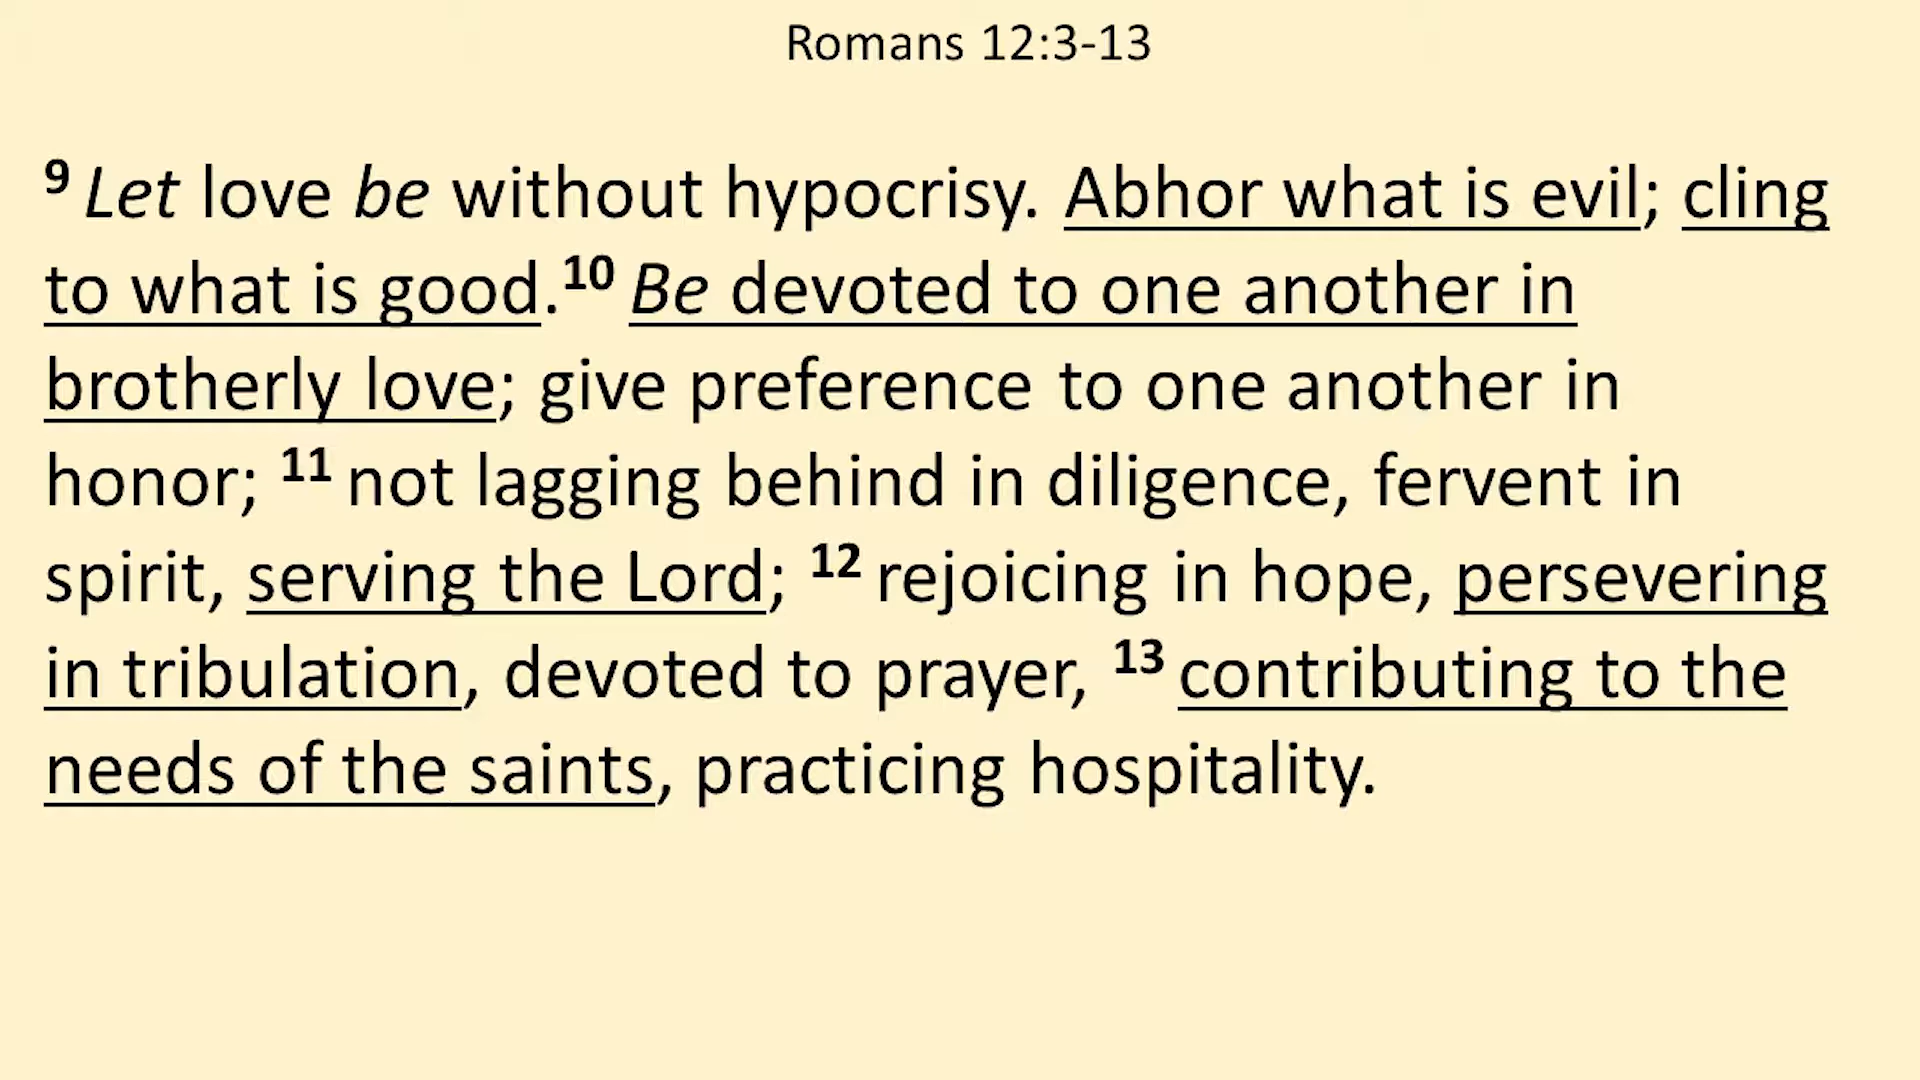 Romans 12:3-13
9 Let love be without hypocrisy. Abhor what is evil; cling
to what is good.10 Be devoted to one another in
brotherly love; give preference to one another in
honor; 11 not lagging behind in diligence, fervent in
spirit, serving the Lord; 12 rejoicing in hope, persevering
in tribulation, devoted to prayer, 13 contributing to the
needs of the saints, practicing hospitality.